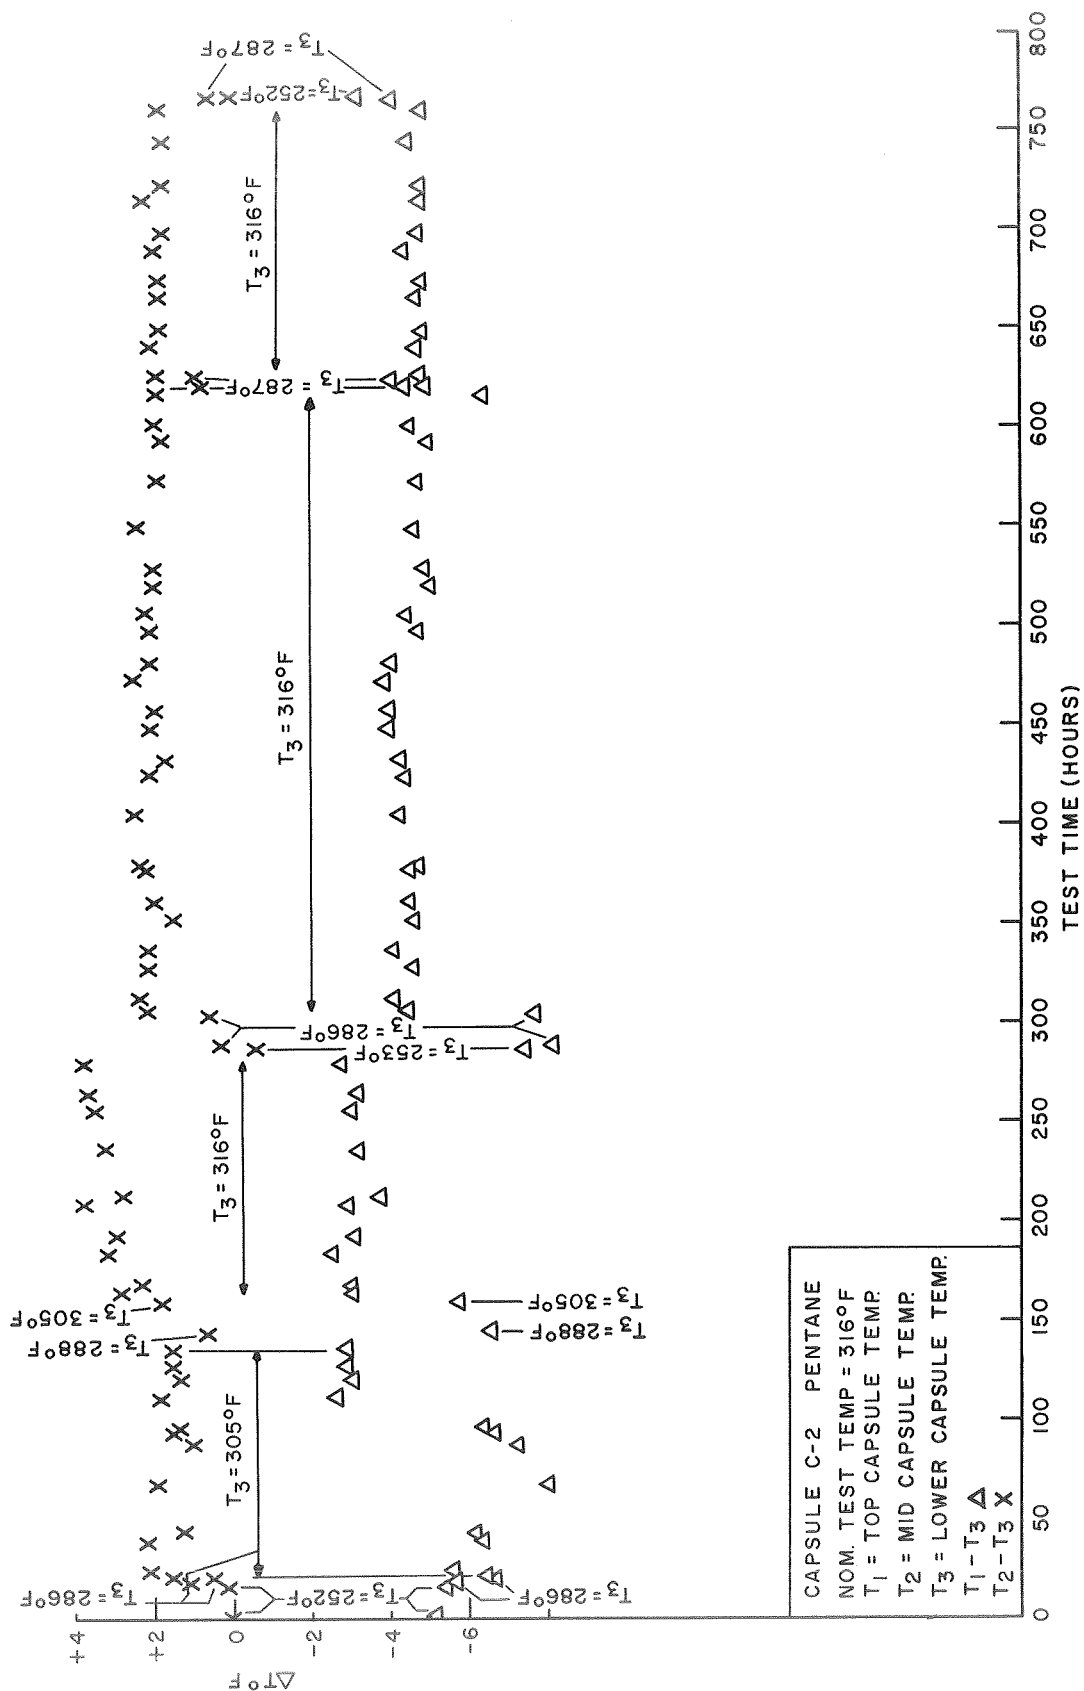 ΔT°F
+4
+2
0
-2
-4
-6
T3 = 286°F
T3 = 252°F
T3 = 286°F
T3 = 305°F
T3 = 288°F
T3 = 305°F
T3 = 288°F
T3 = 305°F
T3 = 316°F
T3 = 253°F
T3 = 286°F
T3 = 316°F
T3 = 287°F
T3 = 316°F
T3 = 252°F
T3 = 287°F
T3 = 287°F
CAPSULE C-2 PENTANE
NOM. TEST TEMP = 316°F
T1 = TOP CAPSULE TEMP.
T2 = MID CAPSULE TEMP.
T3 = LOWER CAPSULE TEMP.
T1-T3 △
T2-T3 ×
0 50 100 150 200 250 300 350 400 450 500 550 600 650 700 750 800
TEST TIME (HOURS)